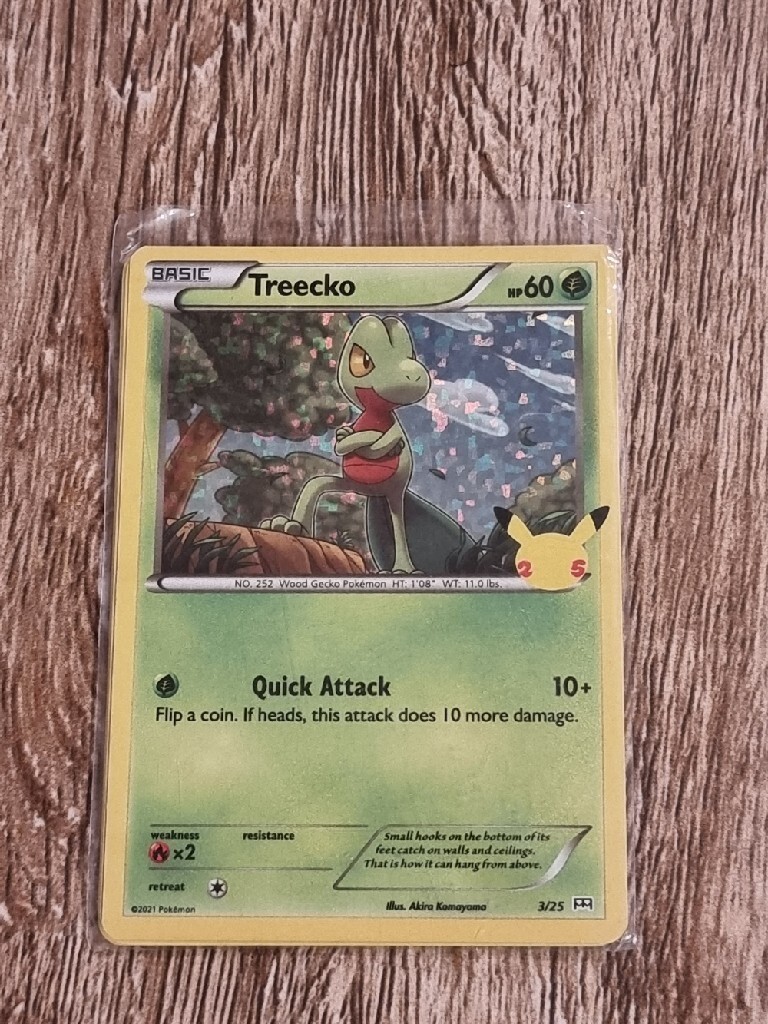 BASIC Treecko HP60
NO. 252 Wood Gecko Pokémon HT: 1'08" WT: 11.0 lbs.
25
Quick Attack 10+
Flip a coin. If heads, this attack does 10 more damage.
weakness resistance
×2
retreat
Small hooks on the bottom of its
feet catch on walls and ceilings.
That is how it can hang from above.
©2021 Pokémon Illus. Akira Komayama 3/25